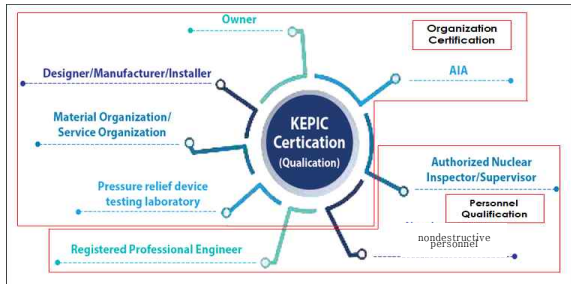 Owner
Organization
Certification
Designer/Manufacturer/Installer
AIA
Material Organization/
Service Organization
KEPIC
Certication
(Qualication)
Authorized Nuclear
Inspector/Supervisor
Pressure relief device
testing laboratory
Personnel
Qualification
nondestructive
personnel
Registered Professional Engineer